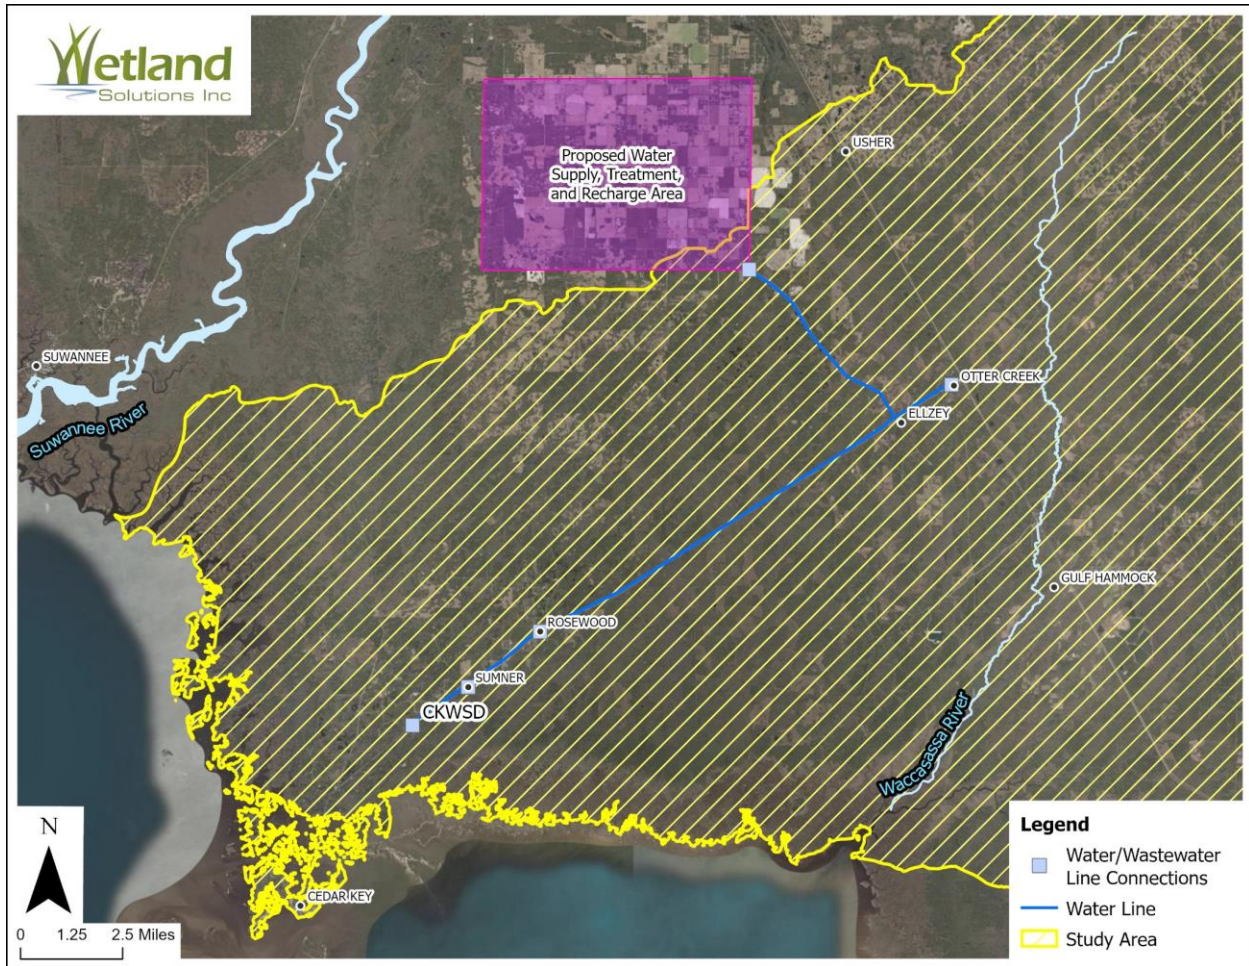 Wetland
Solutions Inc
Proposed Water
Supply, Treatment,
and Recharge Area
USHER
SUWANNEE
Suwannee River
OTTER CREEK
ELLZEY
GULF HAMMOCK
ROSEWOOD
SUMNER
CKWSD
Waccasassa River
CEDAR KEY
N
0 1.25 2.5 Miles
Legend
Water/Wastewater
Line Connections
Water Line
Study Area